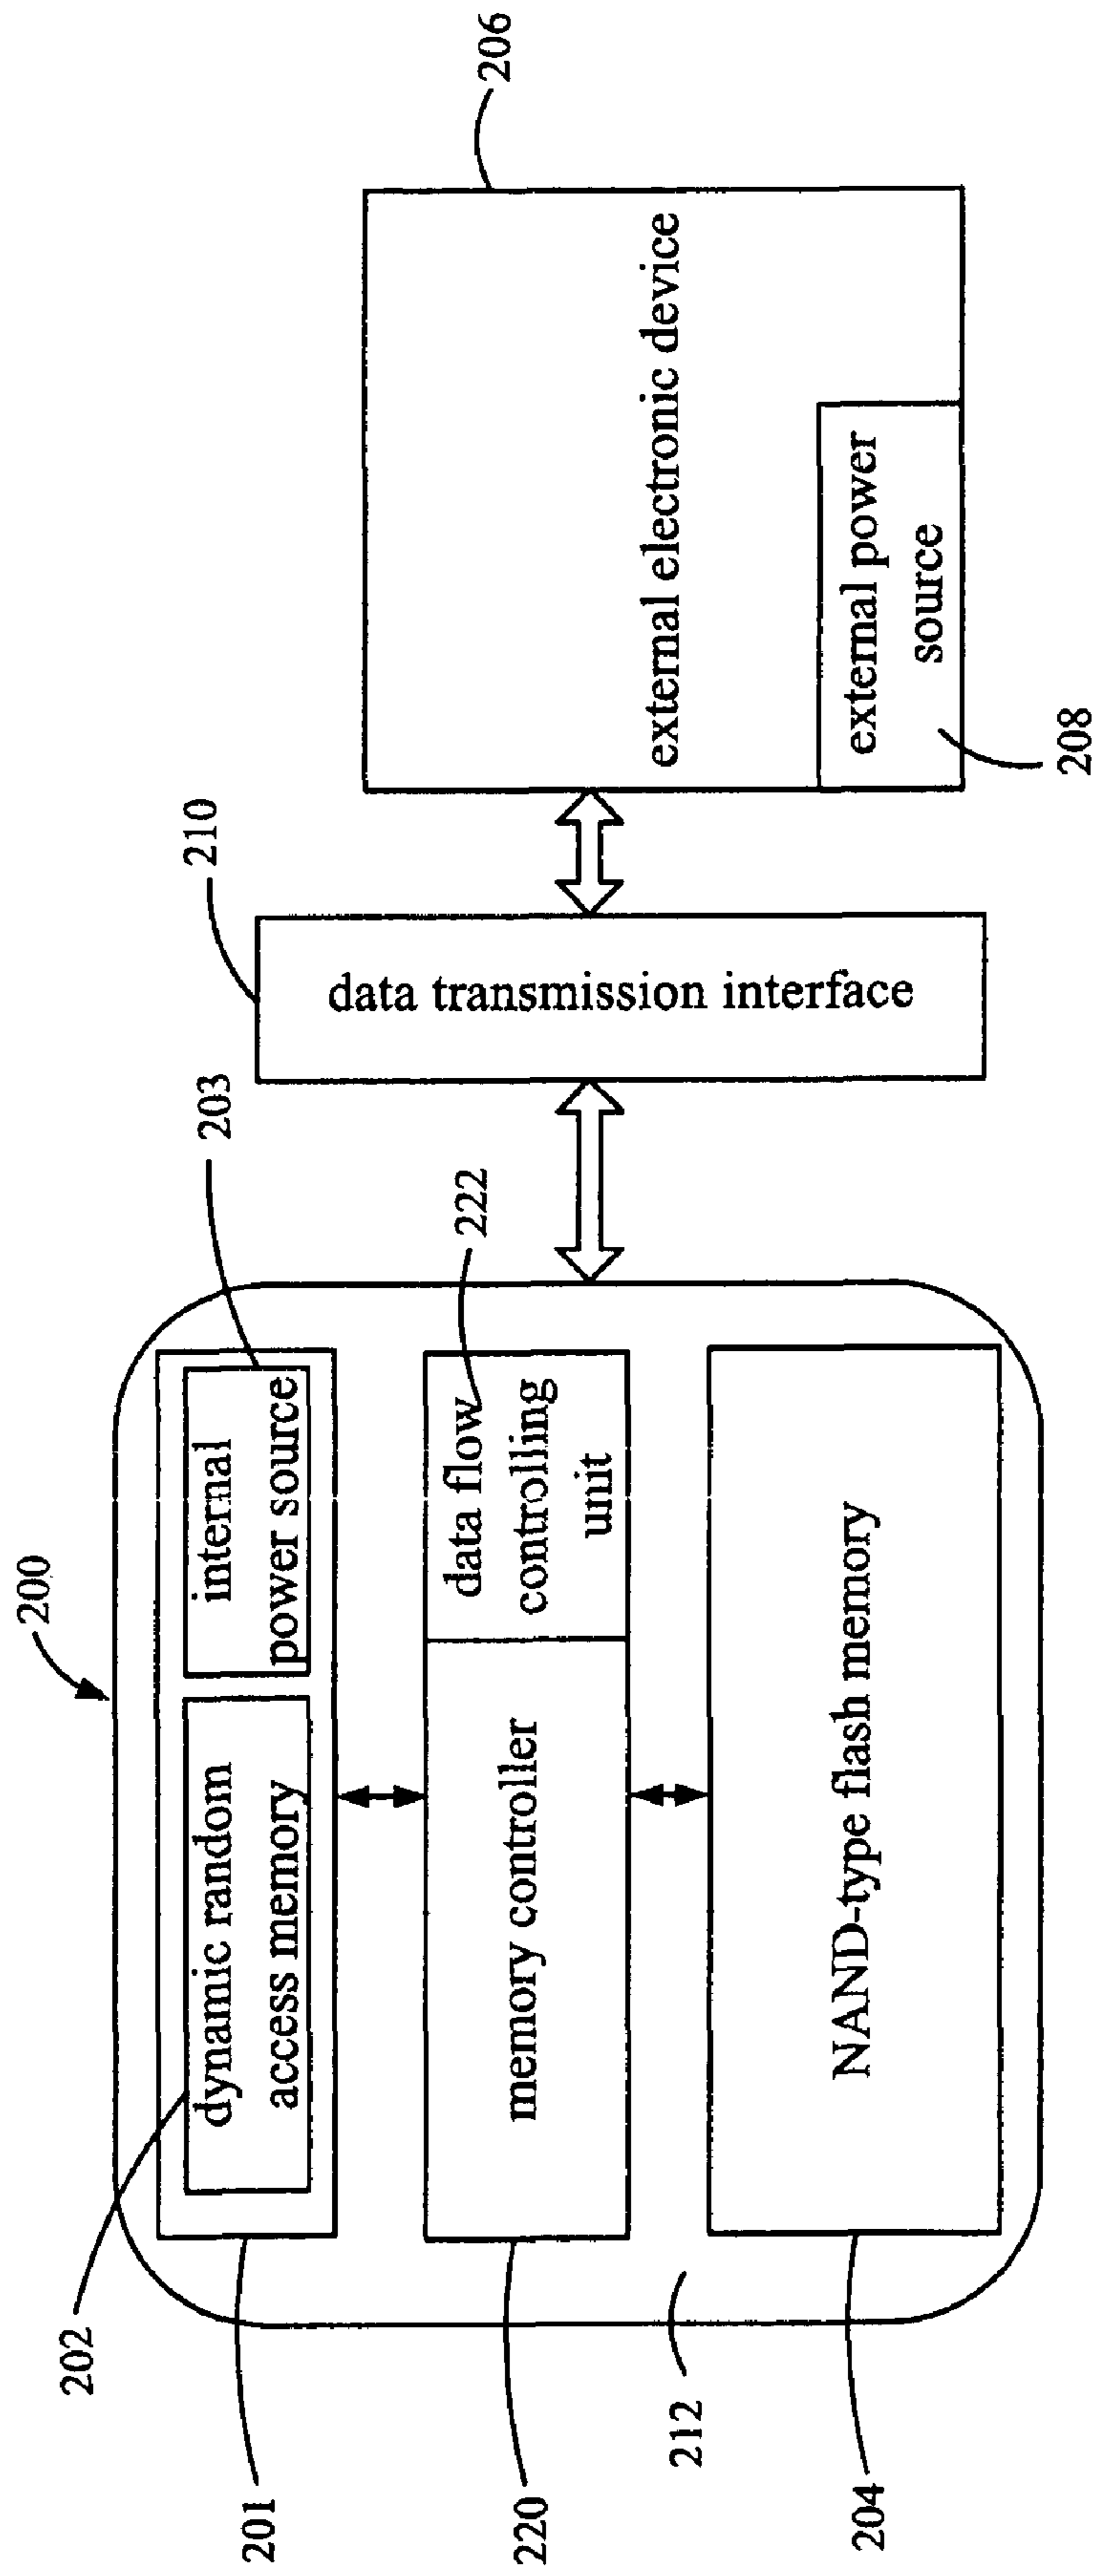 200
202
dynamic random
access memory
internal
power source
203
201
memory controller
data flow
controlling
unit
222
220
212
NAND-type flash memory
204
210
data transmission interface
206
external electronic device
external power
source
208